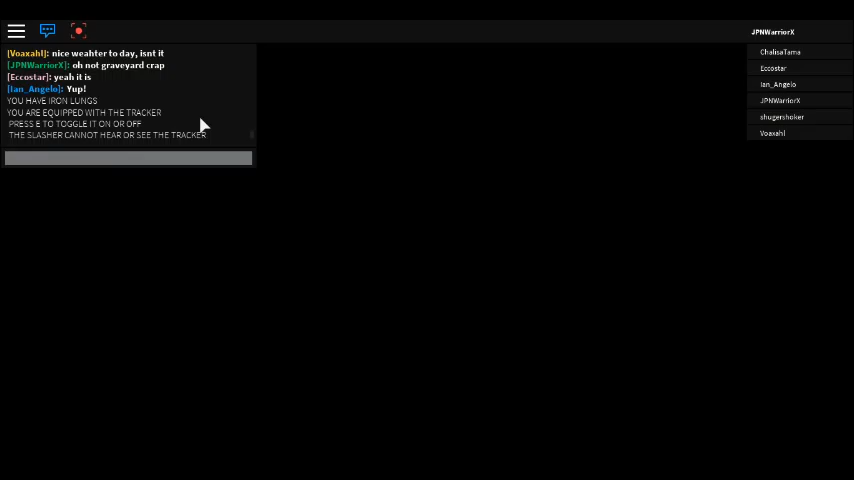 JPNWarriorX
[Voaxahl]: nice weahter to day, isnt it
[JPNWarriorX]: oh not graveyard crap
[Eccostar]: yeah it is
[Ian_Angelo]: Yup!
YOU HAVE IRON LUNGS
YOU ARE EQUIPPED WITH THE TRACKER
PRESS E TO TOGGLE IT ON OR OFF
THE SLASHER CANNOT HEAR OR SEE THE TRACKER
ChalisaTama
Eccostar
Ian_Angelo
JPNWarriorX
shugershoker
Voaxahl